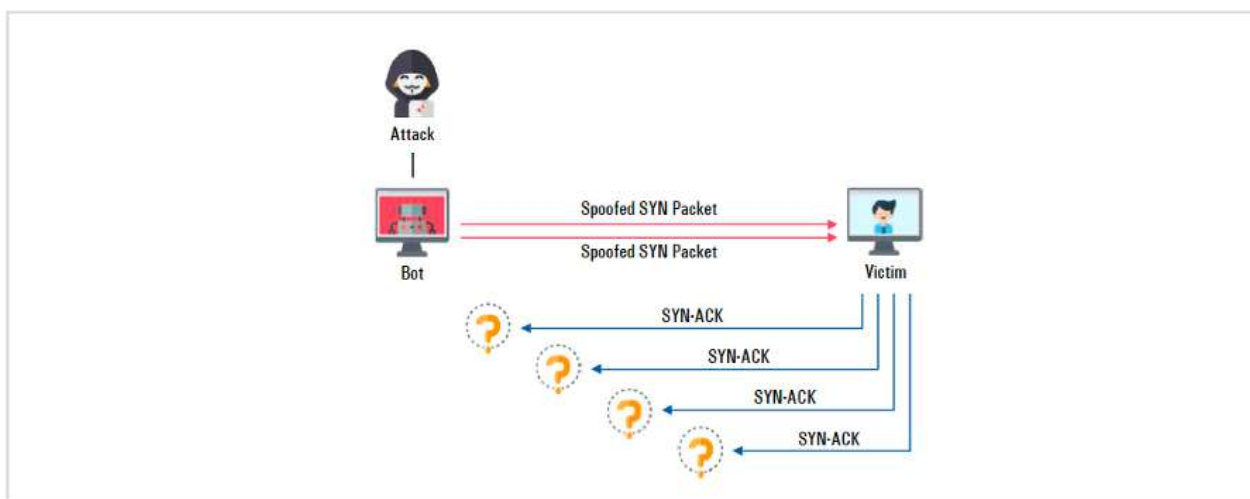 Attack
Spoofed SYN Packet
Spoofed SYN Packet
Bot
Victim
SYN-ACK
SYN-ACK
SYN-ACK
SYN-ACK